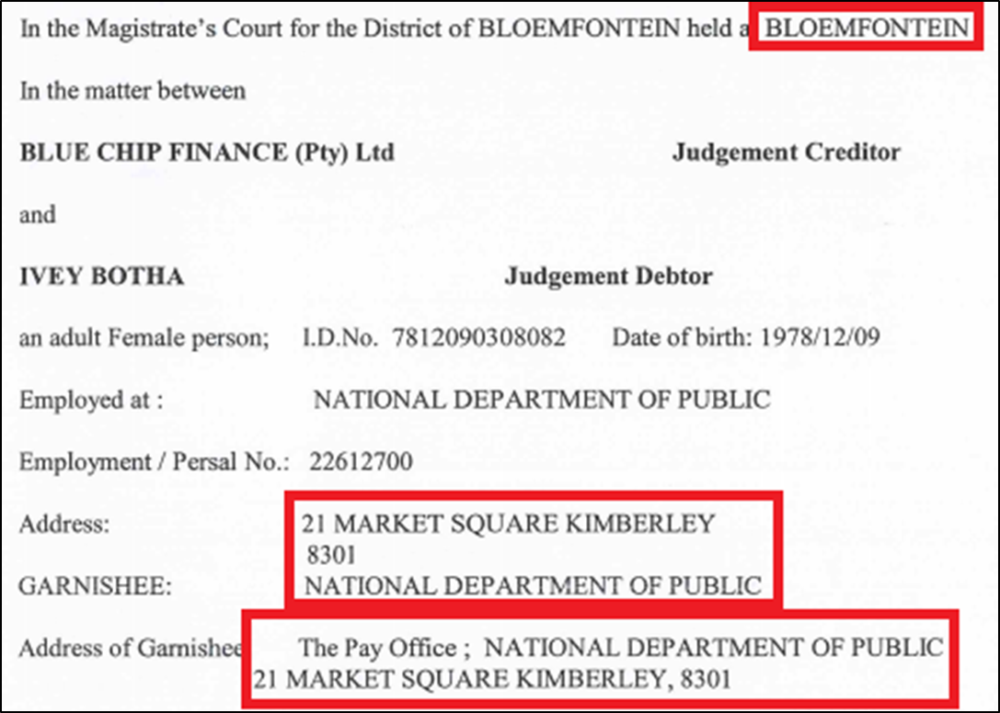 In the Magistrate's Court for the District of BLOEMFONTEIN held a BLOEMFONTEIN
In the matter between
BLUE CHIP FINANCE (Pty) Ltd Judgement Creditor
and
IVEY BOTHA Judgement Debtor
an adult Female person; I.D.No. 7812090308082 Date of birth: 1978/12/09
Employed at : NATIONAL DEPARTMENT OF PUBLIC
Employment / Persal No.: 22612700
Address: 21 MARKET SQUARE KIMBERLEY
8301
GARNISHEE: NATIONAL DEPARTMENT OF PUBLIC
Address of Garnishee The Pay Office ; NATIONAL DEPARTMENT OF PUBLIC
21 MARKET SQUARE KIMBERLEY, 8301